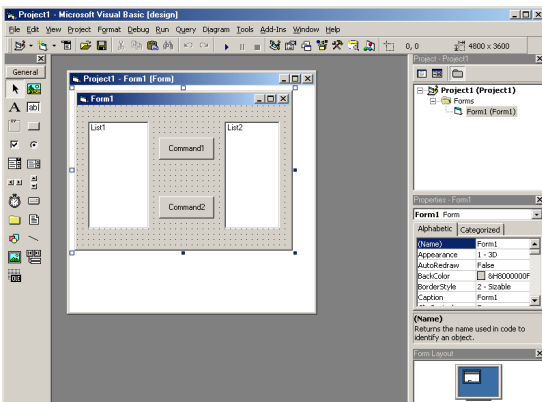 Project1 - Microsoft Visual Basic [design]
File Edit View Project Format Debug Run Query Diagram Tools Add-Ins Window Help
0, 0 4800 x 3600
General
A ab|
Project1 - Form1 (Form)
Form1
List1
Command1
Command2
List2
Project - Project1
Project1 (Project1)
Forms
Form1 (Form1)
Properties - Form1
Form1 Form
Alphabetic Categorized
(Name) Form1
Appearance 1 - 3D
AutoRedraw False
BackColor &H8000000F
BorderStyle 2 - Sizable
Caption Form1
(Name)
Returns the name used in code to
identify an object.
Form Layout